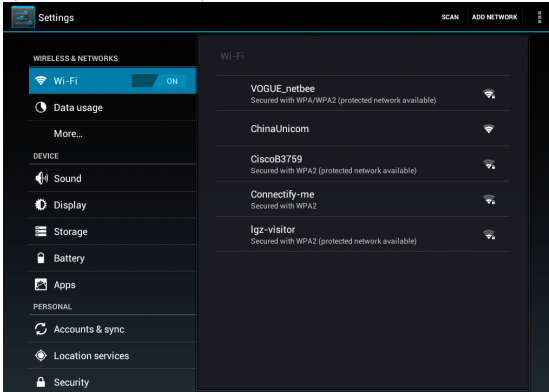 Settings
SCAN ADD NETWORK
WIRELESS & NETWORKS
Wi-Fi ON
Data usage
More...
DEVICE
Sound
Display
Storage
Battery
Apps
PERSONAL
Accounts & sync
Location services
Security
Wi-Fi
VOGUE_netbee
Secured with WPA/WPA2 (protected network available)
ChinaUnicom
CiscoB3759
Secured with WPA2 (protected network available)
Connectify-me
Secured with WPA2
lgz-visitor
Secured with WPA2 (protected network available)